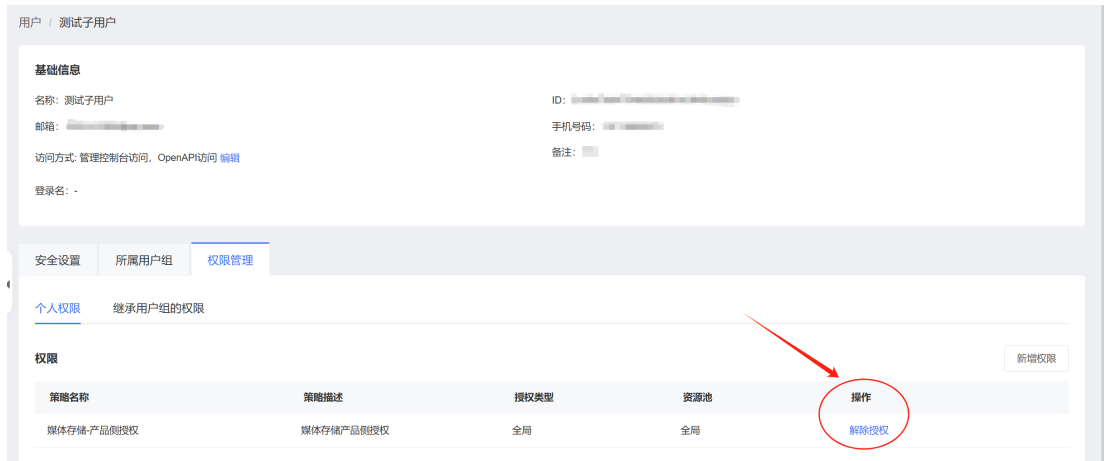 用户 / 测试子用户
基础信息
名称：测试子用户
ID：
邮箱：
手机号码：
访问方式: 管理控制台访问，OpenAPI访问 编辑
备注：
登录名：-
安全设置 所属用户组 权限管理
个人权限 继承用户组的权限
权限 新增权限
策略名称 策略描述 授权类型 资源池 操作
媒体存储-产品侧授权 媒体存储产品侧授权 全局 全局 解除授权